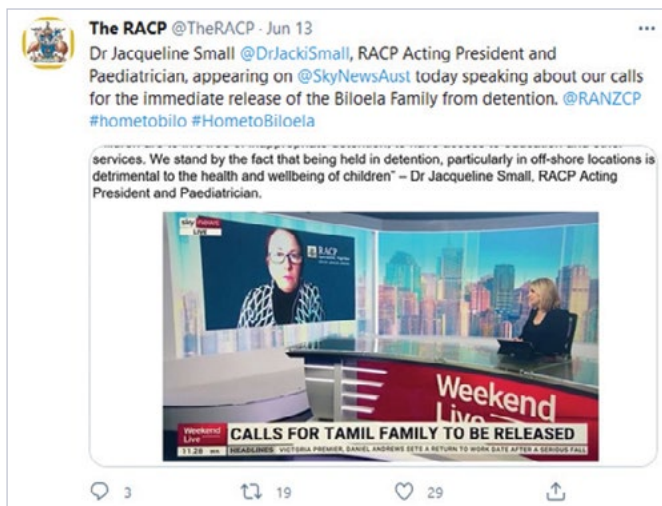 The RACP @TheRACP · Jun 13
Dr Jacqueline Small @DrJackiSmall, RACP Acting President and
Paediatrician, appearing on @SkyNewsAust today speaking about our calls
for the immediate release of the Biloela Family from detention. @RANZCP
#hometobilo #HometoBiloela
services. We stand by the fact that being held in detention, particularly in off-shore locations is
detrimental to the health and wellbeing of children” – Dr Jacqueline Small, RACP Acting
President and Paediatrician.
sky news
LIVE
RACP
Weekend
Live
Weekend
Live
CALLS FOR TAMIL FAMILY TO BE RELEASED
11.28
HEADLINES VICTORIA PREMIER, DANIEL ANDREWS SETS A RETURN TO WORK DATE AFTER A SERIOUS FALL
3
19
29